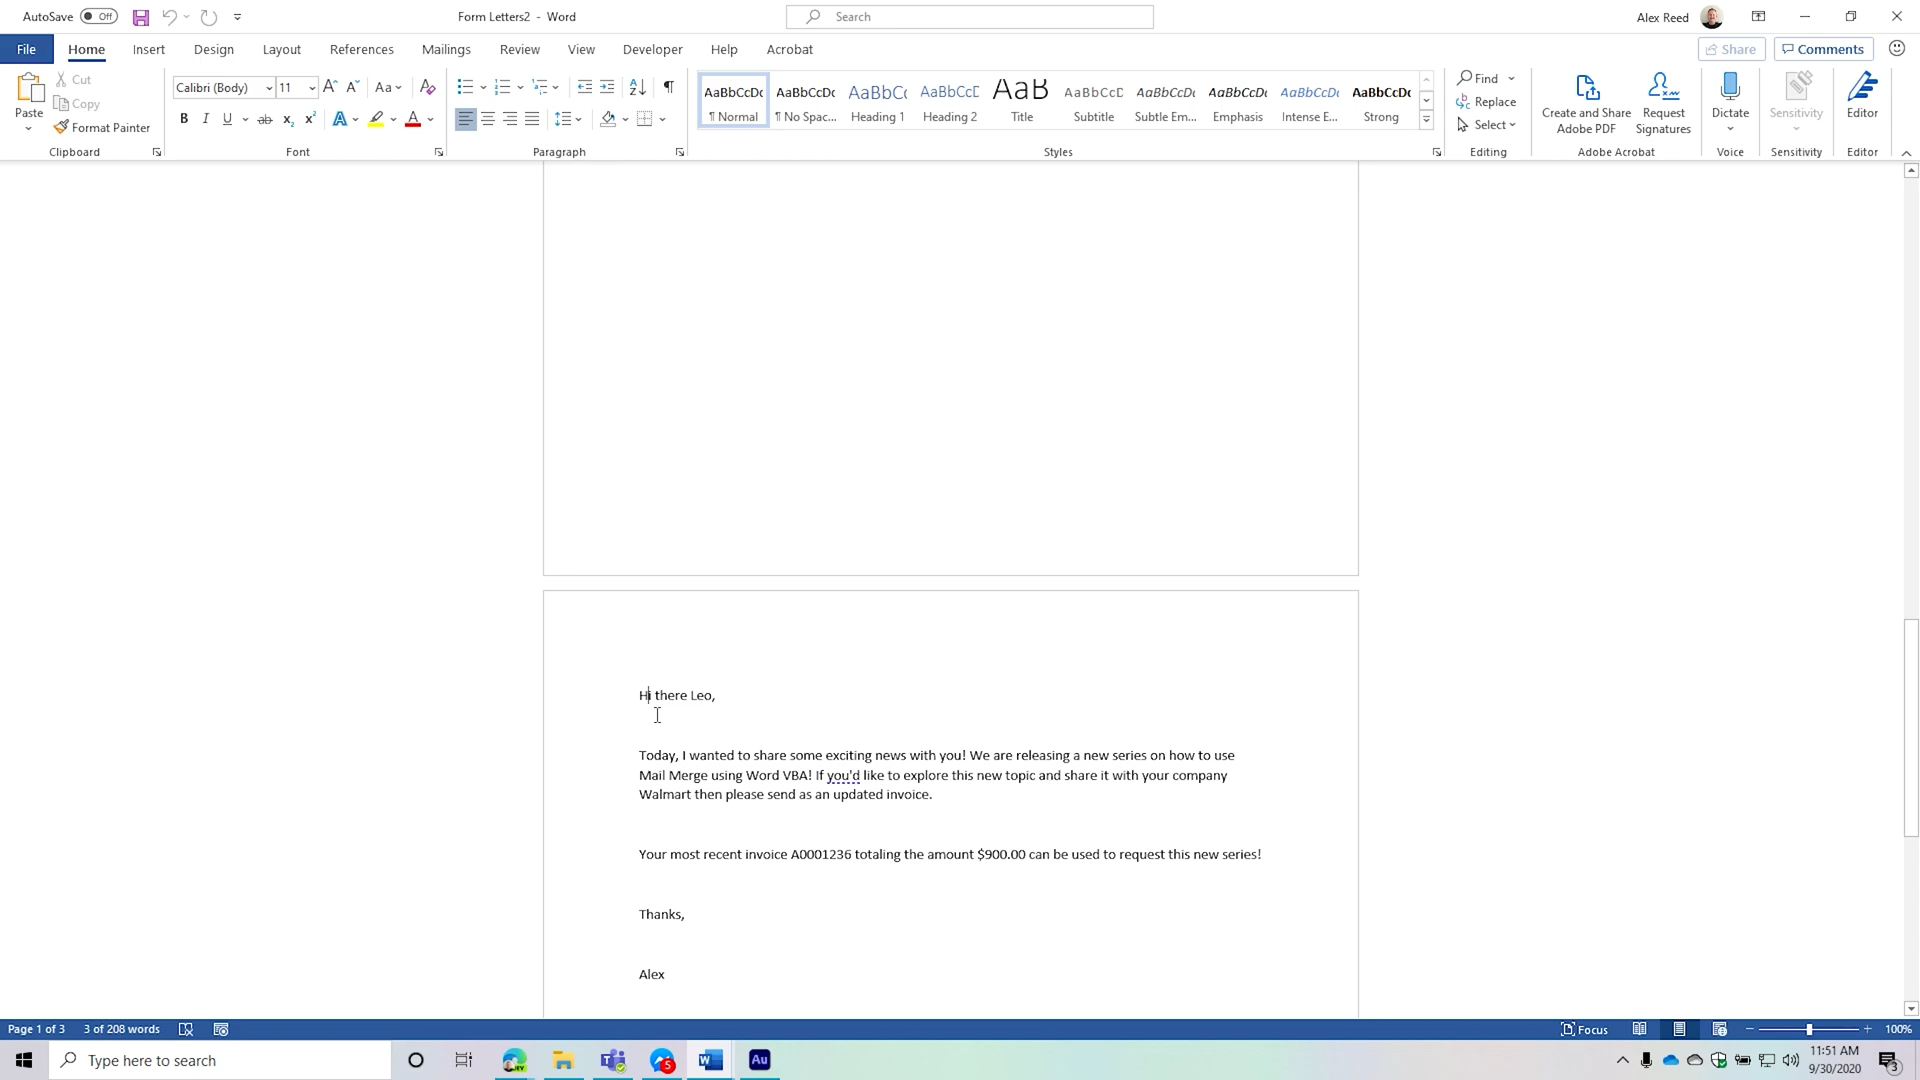 AutoSave Off Form Letters2 - Word Search Alex Reed
File Home Insert Design Layout References Mailings Review View Developer Help Acrobat Share Comments
Paste Cut Copy Format Painter
Clipboard
Calibri (Body) 11 Aa
Font
Paragraph
AaBbCcDc AaBbCcDc AaBbCc AaBbCcD AaB AaBbCcD AaBbCcDc AaBbCcDc AaBbCcDc AaBbCcDc
¶ Normal ¶ No Spac... Heading 1 Heading 2 Title Subtitle Subtle Em... Emphasis Intense E... Strong
Styles
Find
Replace
Select
Editing
Create and Share Adobe PDF
Request Signatures
Adobe Acrobat
Dictate
Voice
Sensitivity
Sensitivity
Editor
Editor
Hi there Leo,
Today, I wanted to share some exciting news with you! We are releasing a new series on how to use
Mail Merge using Word VBA! If you'd like to explore this new topic and share it with your company
Walmart then please send as an updated invoice.
Your most recent invoice A0001236 totaling the amount $900.00 can be used to request this new series!
Thanks,
Alex
Page 1 of 3 3 of 208 words Focus 100%
Type here to search 5 Au 11:51 AM
9/30/2020 3